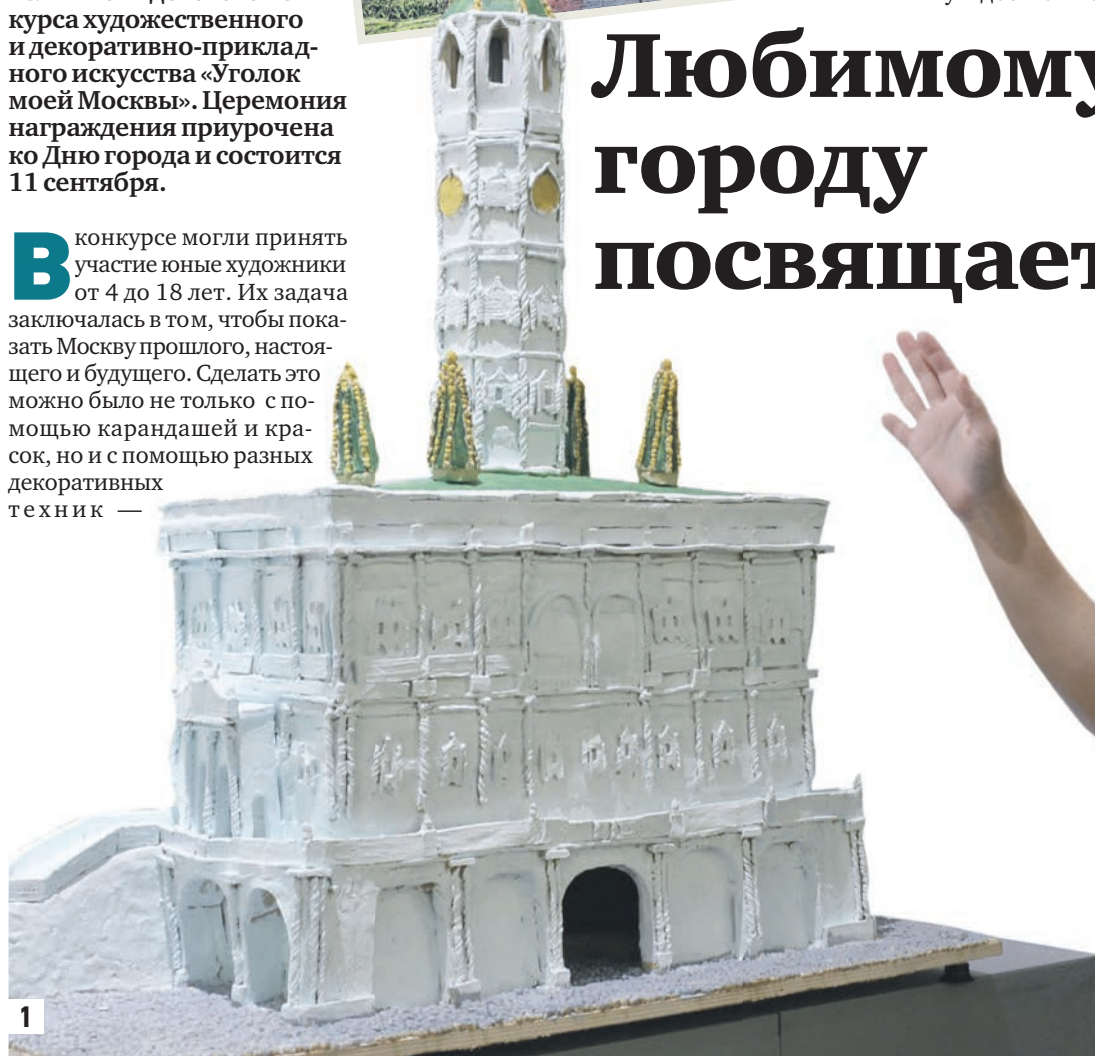 курса художественного
и декоративно-приклад-
ного искусства «Уголок
моей Москвы». Церемония
награждения приурочена
ко Дню города и состоится
11 сентября.
В конкурсе могли принять
участие юные художники
от 4 до 18 лет. Их задача
заключалась в том, чтобы пока-
зать Москву прошлого, настоя-
щего и будущего. Сделать это
можно было не только с по-
мощью карандашей и кра-
сок, но и с помощью разных
декоративных
техник —
Любимому
городу
посвящает
1